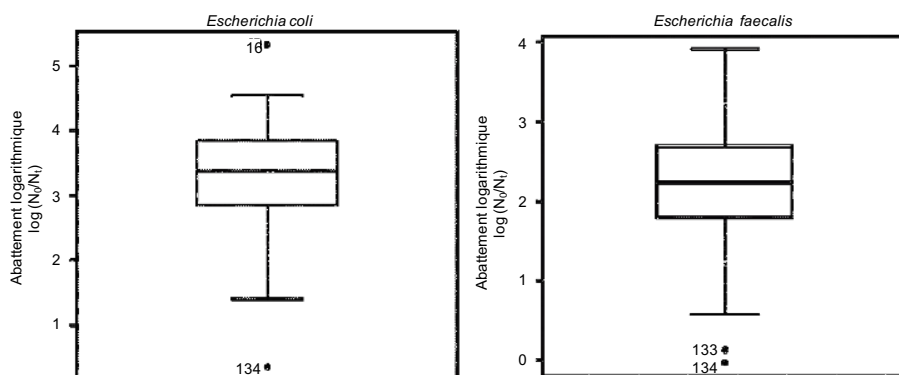 Escherichia coli
Abattement logarithmique
log (N₀/Nₜ)
5
4
3
2
1
16
134
Escherichia faecalis
Abattement logarithmique
log (N₀/Nₜ)
4
3
2
1
0
133
134